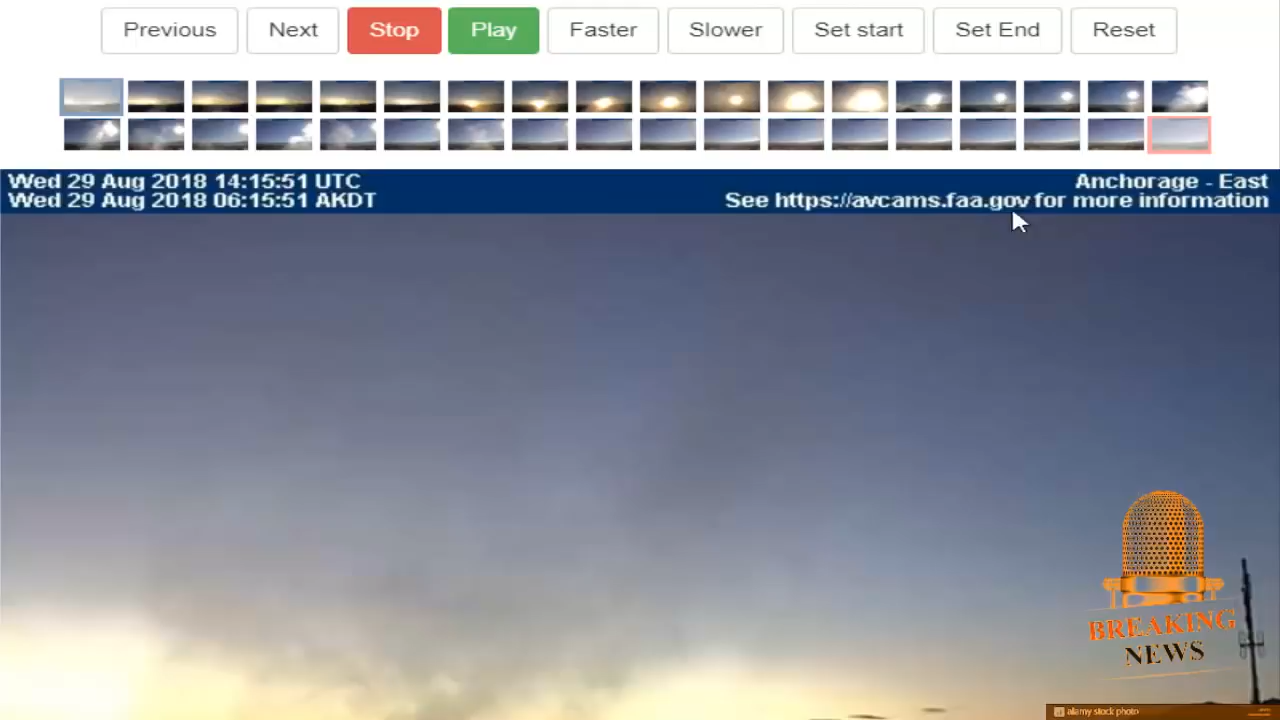 Previous Next Stop Play Faster Slower Set start Set End Reset
Wed 29 Aug 2018 14:15:51 UTC
Anchorage - East
Wed 29 Aug 2018 06:15:51 AKDT
See https://avcams.faa.gov for more information
BREAKING
NEWS
a alamy stock photo